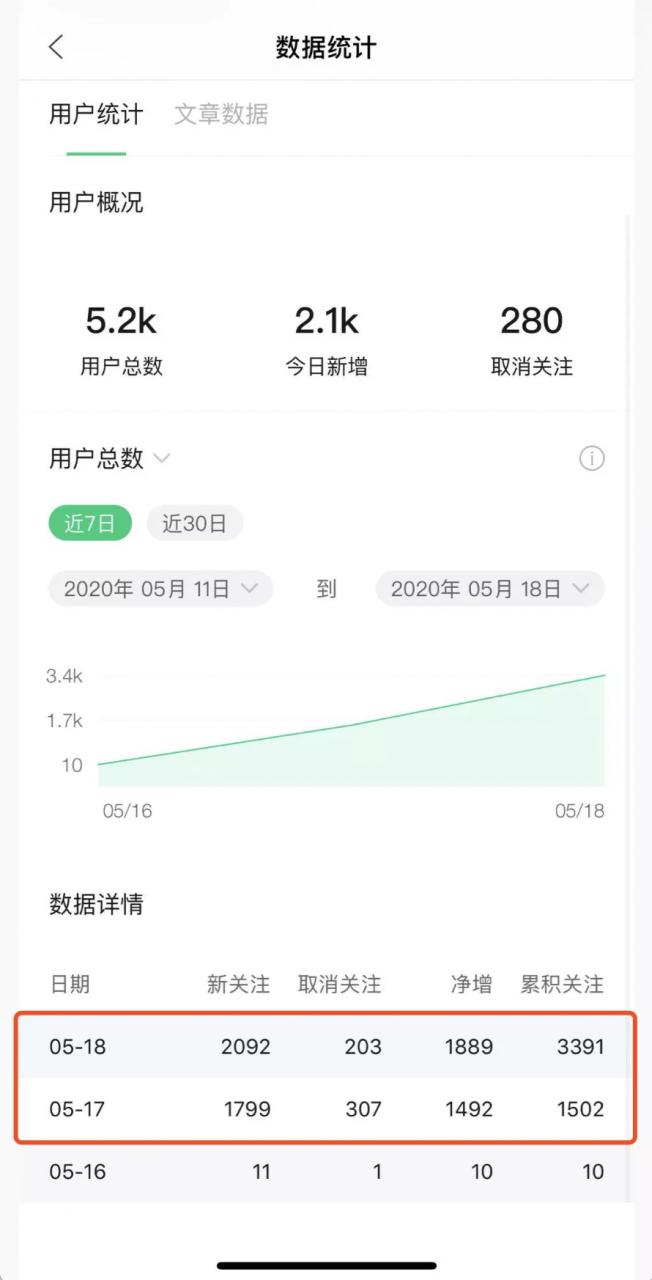 数据统计
用户统计 文章数据
用户概况
5.2k 2.1k 280
用户总数 今日新增 取消关注
用户总数
近7日 近30日
2020年 05月 11日 到 2020年 05月 18日
3.4k
1.7k
10
05/16 05/18
数据详情
日期 新关注 取消关注 净增 累积关注
05-18 2092 203 1889 3391
05-17 1799 307 1492 1502
05-16 11 1 10 10